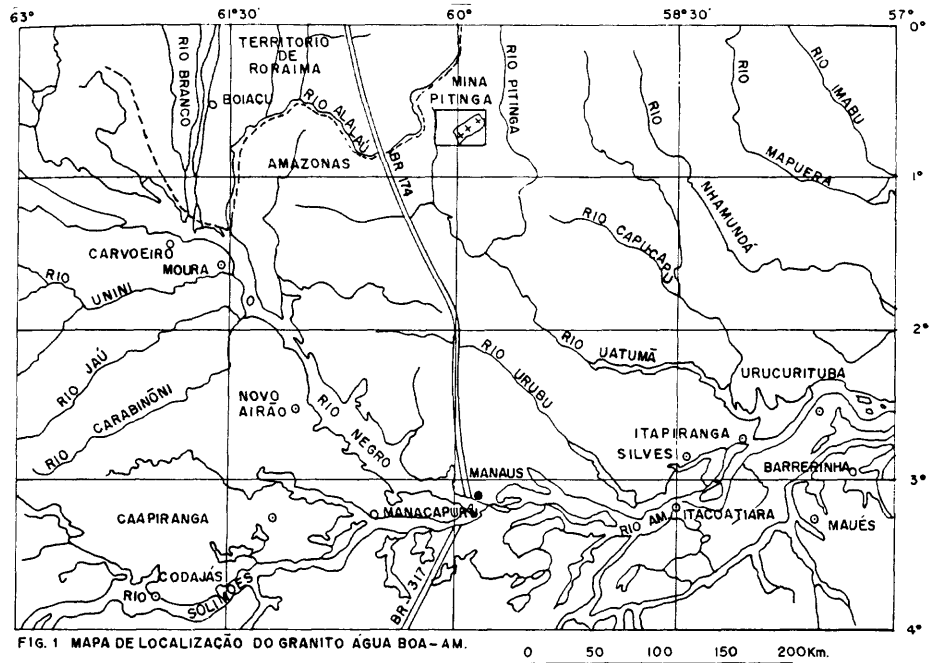 63° 61°30' 60° 58°30' 57°
0°
RIO BRANCO
TERRITORIO
DE
RORAIMA
BOIAÇU
RIO ALALAÚ
MINA
PITINGA
RIO PITINGA
RIO
RIO
RIO IMABU
AMAZONAS
BR 174
MAPUERA
1°
NHAMUNDÁ
RIO CAPUCAPU
CARVOEIRO
MOURA
RIO UNINI
2°
RIO JAÚ
RIO CARABINÕNI
NOVO
AIRÃO
RIO NEGRO
RIO URUBU
RIO UATUMÃ
URUCURITUBA
ITAPIRANGA
SILVES
BARRERINHA
3°
MANAUS
CAAPIRANGA
MANACAPURU
RIO AM.
ITACOATIARA
MAUÉS
CODAJÁS
RIO SOLIMÕES
BR-317
4°
FIG. 1 MAPA DE LOCALIZAÇÃO DO GRANITO ÁGUA BOA-AM.
0 50 100 150 200Km.